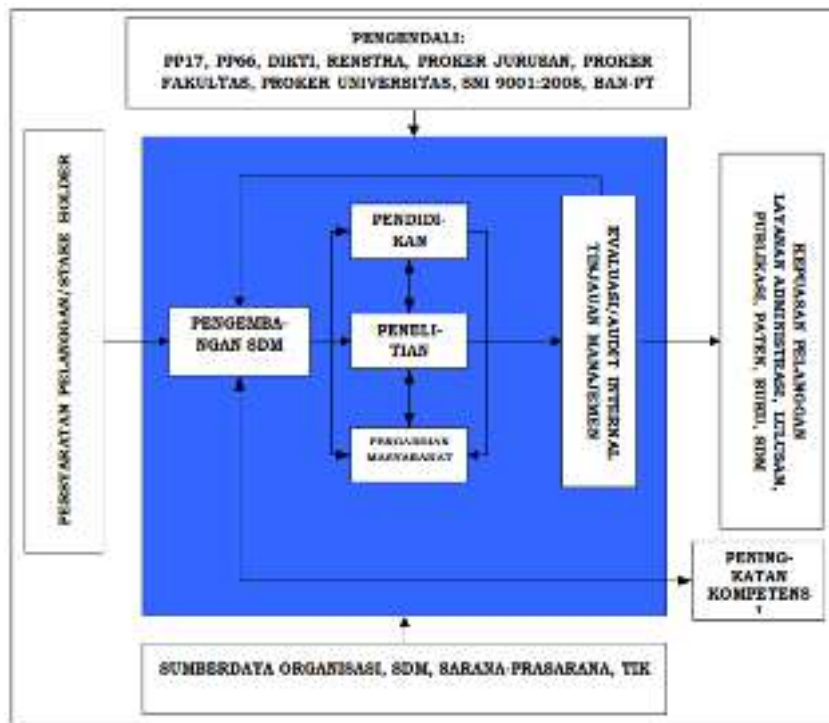 PENGENDALI:
PP17, PP66, DIKTI, RENSTRA, PROKER JURUSAN, PROKER
FAKULTAS, PROKER UNIVERSITAS, SNI 9001:2008, BAN-PT
PERSYARATAN PELANGGAN/STAKE HOLDER
PENGEMBA-
NGAN SDM
PENDIDI-
KAN
PENELI-
TIAN
PENGABDIAN
MASYARAKAT
EVALUASI/AUDIT INTERNAL
TINJAUAN MANAJEMEN
KEPUASAN PELANGGAN
LAYANAN ADMINISTRASI, LULUSAN,
PUBLIKASI, PATEN, BUKU, SDM
PENING-
KATAN
KOMPETENS
I
SUMBERDAYA ORGANISASI, SDM, SARANA-PRASARANA, TIK